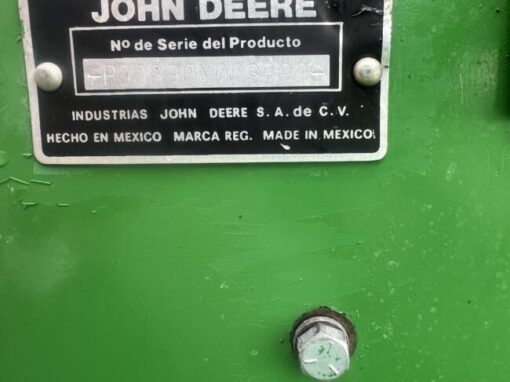 JOHN DEERE
Nº de Serie del Producto
INDUSTRIAS JOHN DEERE S.A. de C.V.
HECHO EN MEXICO MARCA REG. MADE IN MEXICO